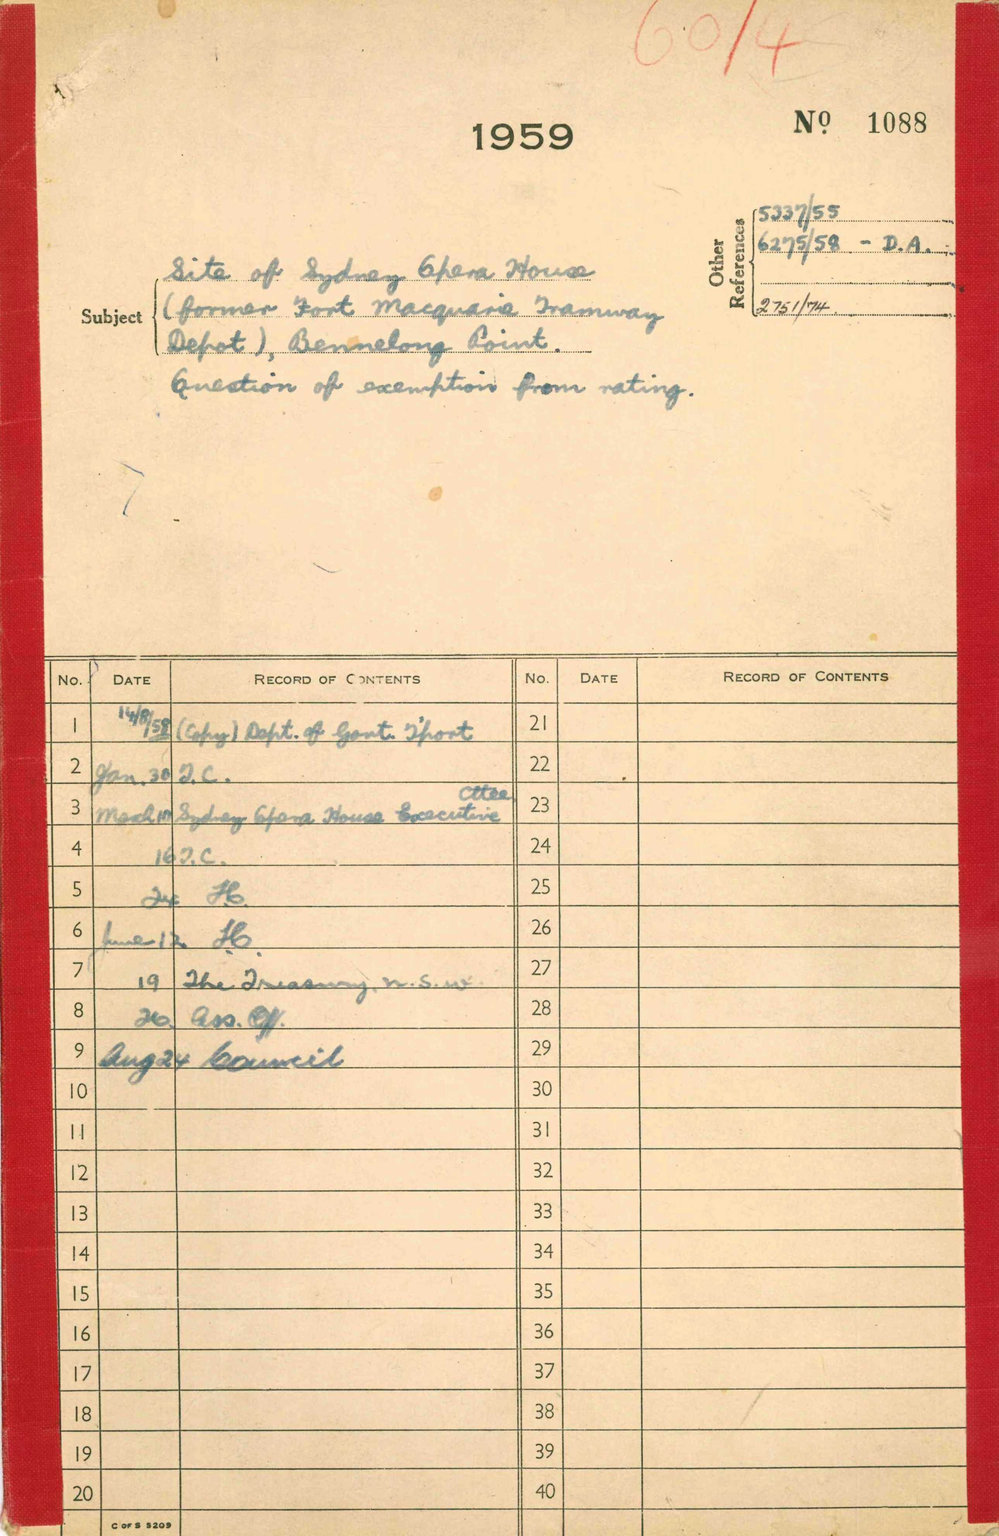 60/4
1959
Nº 1088
Other References
5337/55
6275/58 - D.A.
2751/74.
Subject
Site of Sydney Opera House
(former Fort Macquarie Tramway
Depot), Bennelong Point.
Question of exemption from rating.
No. DATE RECORD OF CONTENTS No. DATE RECORD OF CONTENTS
1 14/8/58 (Copy) Dept. of Govt. T'port 21
2 Jan. 30 T.C. 22
3 March Sydney Opera House Executive Cttee 23
4 16 T.C. 24
5 24 25
6 June 12 26
7 19 The Treasury, N.S.W. 27
8 26 Ass. Off. 28
9 Aug 24 Council 29
10 30
11 31
12 32
13 33
14 34
15 35
16 36
17 37
18 38
19 39
20 40
C OF S 5209